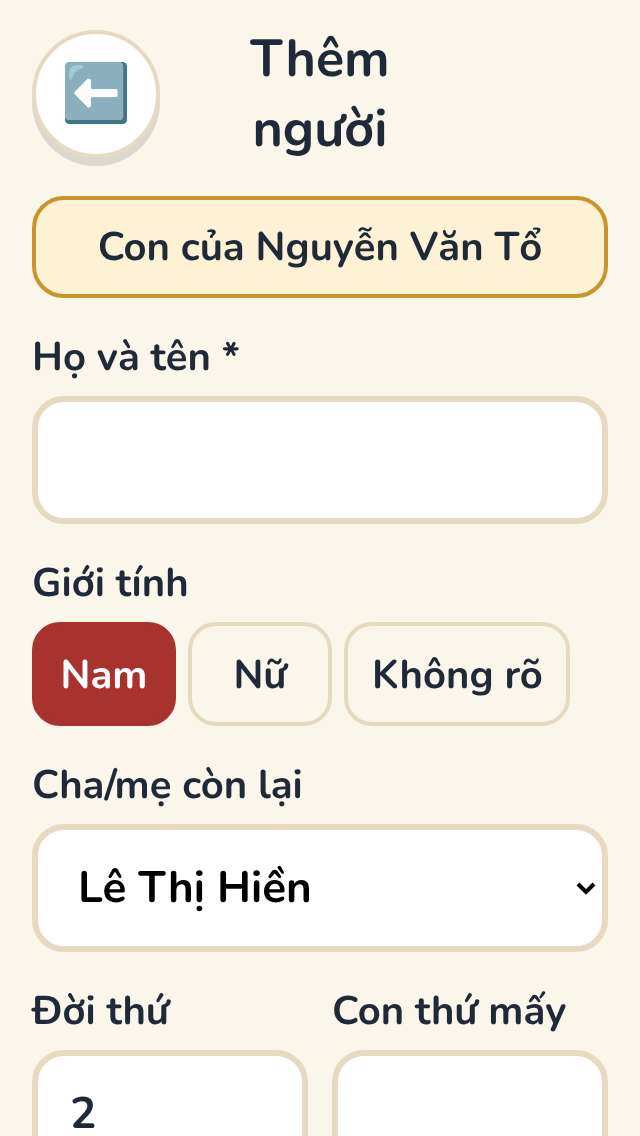 Thêm
người
Con của Nguyễn Văn Tổ
Họ và tên *
Giới tính
Nam
Nữ
Không rõ
Cha/mẹ còn lại
Lê Thị Hiền
Đời thứ
Con thứ mấy
2